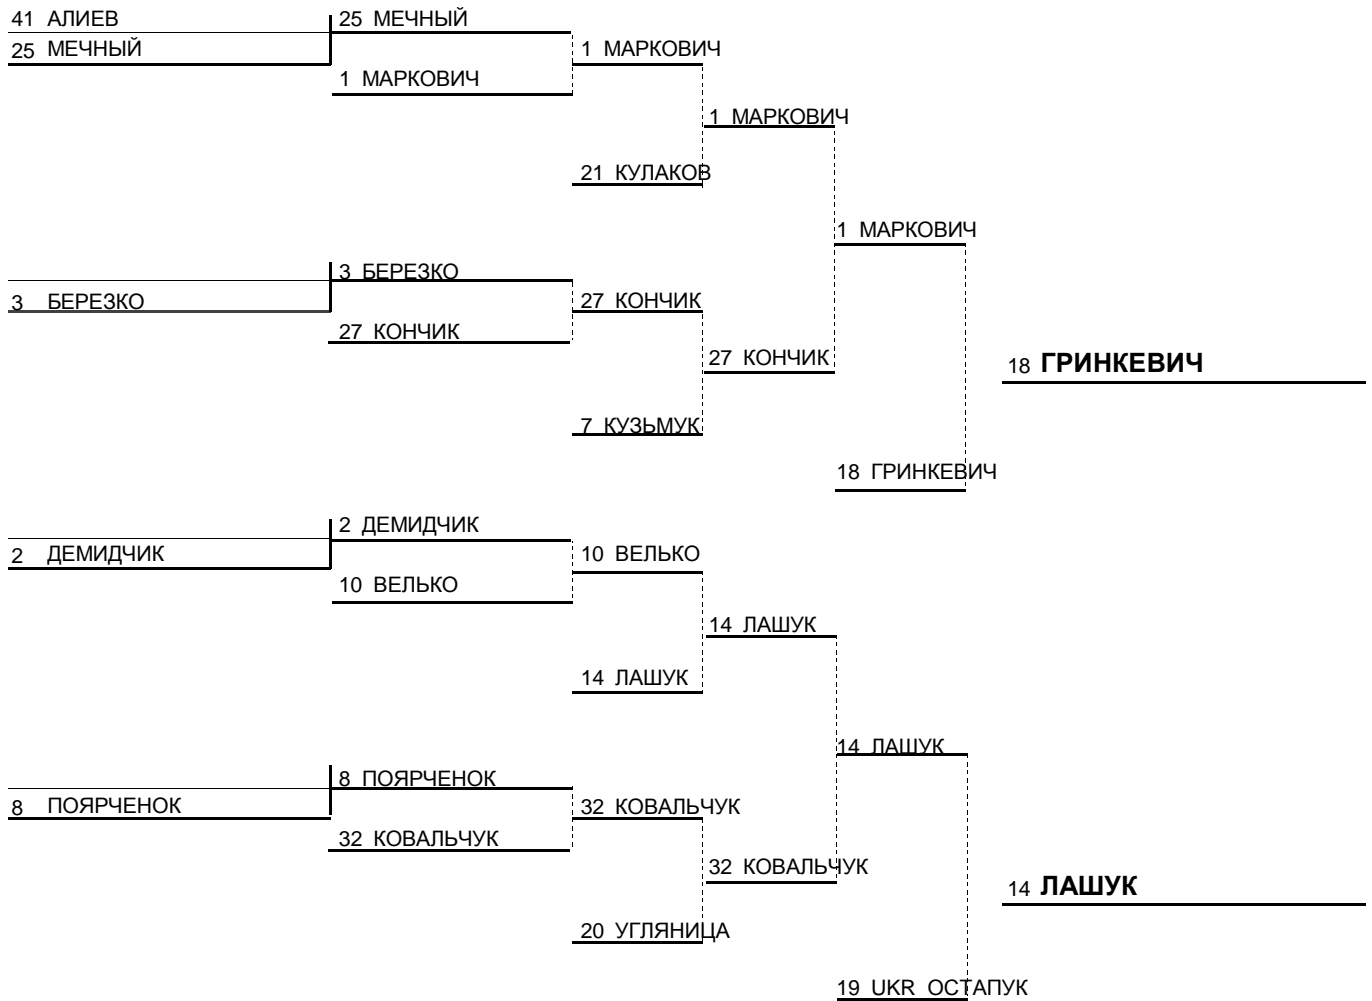 41 АЛИЕВ
25 МЕЧНЫЙ
25 МЕЧНЫЙ
1 МАРКОВИЧ
1 МАРКОВИЧ
1 МАРКОВИЧ
21 КУЛАКОВ
1 МАРКОВИЧ
3 БЕРЕЗКО
3 БЕРЕЗКО
27 КОНЧИК
27 КОНЧИК
27 КОНЧИК
18 ГРИНКЕВИЧ
7 КУЗЬМУК
18 ГРИНКЕВИЧ
2 ДЕМИДЧИК
2 ДЕМИДЧИК
10 ВЕЛЬКО
10 ВЕЛЬКО
14 ЛАШУК
14 ЛАШУК
14 ЛАШУК
8 ПОЯРЧЕНОК
8 ПОЯРЧЕНОК
32 КОВАЛЬЧУК
32 КОВАЛЬЧУК
32 КОВАЛЬЧУК
14 ЛАШУК
20 УГЛЯНИЦА
19 UKR ОСТАПУК